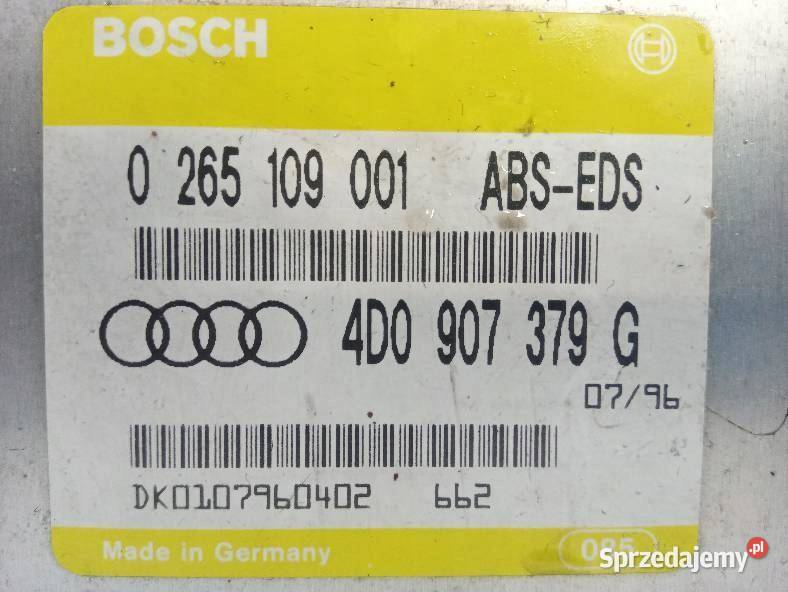 BOSCH
0 265 109 001 ABS-EDS
4D0 907 379 G
07/96
DK0107960402 662
Made in Germany 085
Sprzedajemy.pl